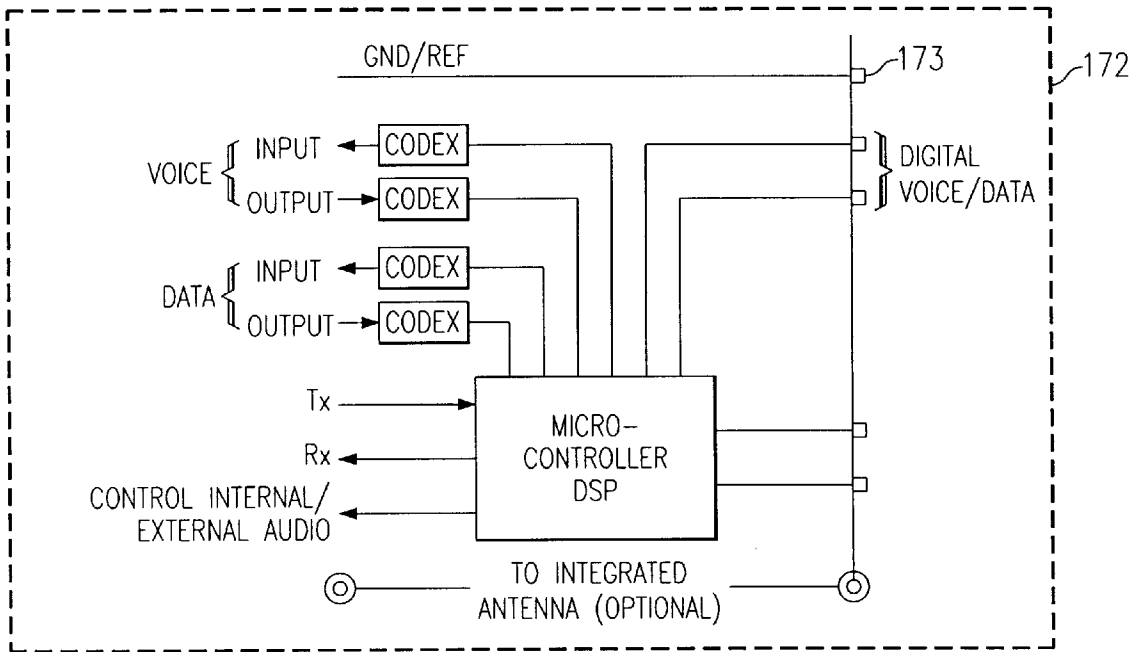 GND/REF
173
172
VOICE
INPUT
CODEX
OUTPUT
CODEX
DIGITAL
VOICE/DATA
DATA
INPUT
CODEX
OUTPUT
CODEX
Tx
Rx
CONTROL INTERNAL/
EXTERNAL AUDIO
MICRO-
CONTROLLER
DSP
TO INTEGRATED
ANTENNA (OPTIONAL)